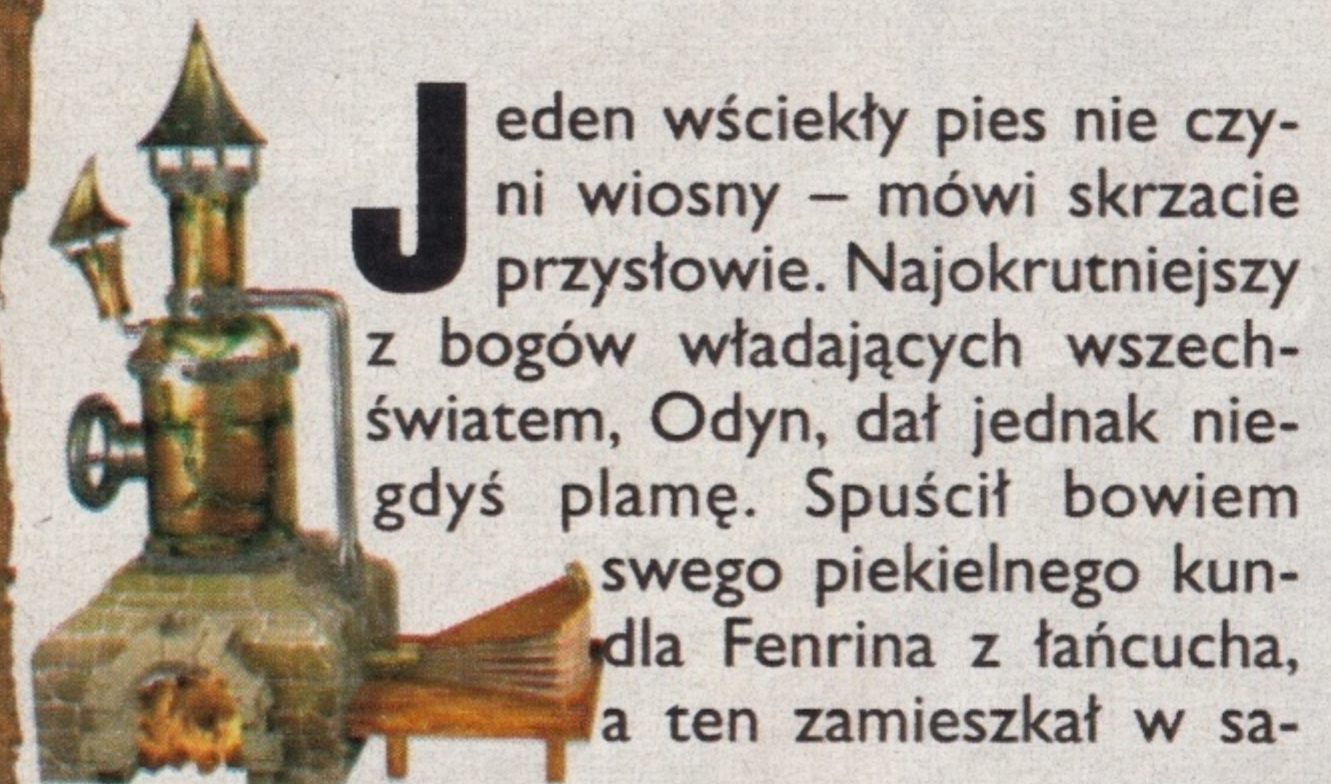 Jeden wściekły pies nie czy-
ni wiosny – mówi skrzacie
przysłowie. Najokrutniejszy
z bogów władających wszech-
światem, Odyn, dał jednak nie-
gdyś plamę. Spuścił bowiem
swego piekielnego kun-
dla Fenrina z łańcucha,
a ten zamieszkał w sa-